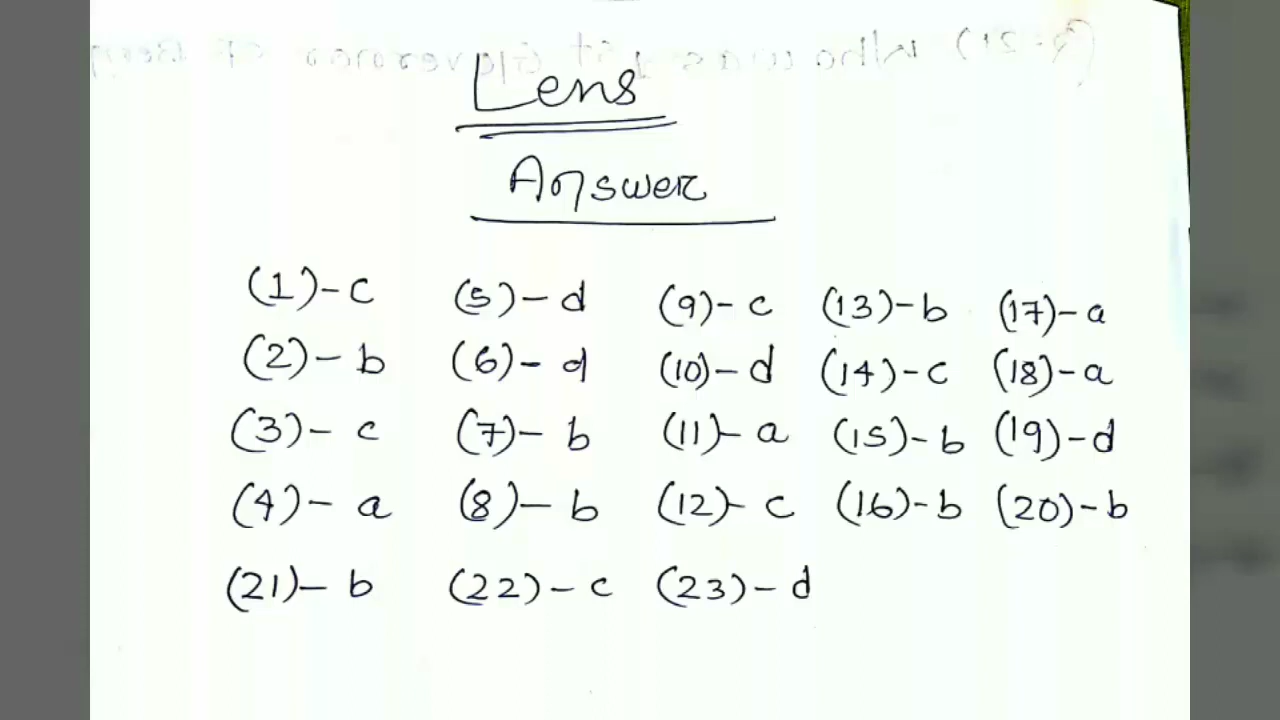 Lens
Answer
(1)-c (5)-d (9)-c (13)-b (17)-a
(2)-b (6)-d (10)-d (14)-c (18)-a
(3)-c (7)-b (11)-a (15)-b (19)-d
(4)-a (8)-b (12)-c (16)-b (20)-b
(21)-b (22)-c (23)-d